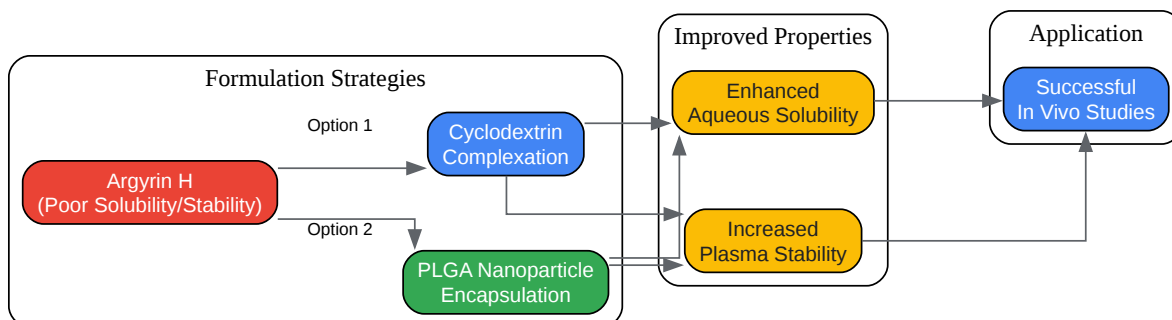 Formulation Strategies
Option 1
Argyrin H
(Poor Solubility/Stability)
Option 2
Cyclodextrin
Complexation
PLGA Nanoparticle
Encapsulation
Improved Properties
Enhanced
Aqueous Solubility
Increased
Plasma Stability
Application
Successful
In Vivo Studies